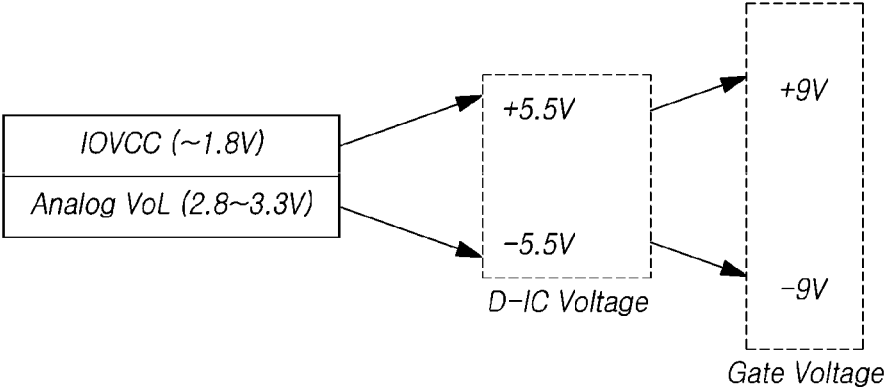 IOVCC (~1.8V)
Analog VoL (2.8~3.3V)
+5.5V
-5.5V
D-IC Voltage
+9V
-9V
Gate Voltage